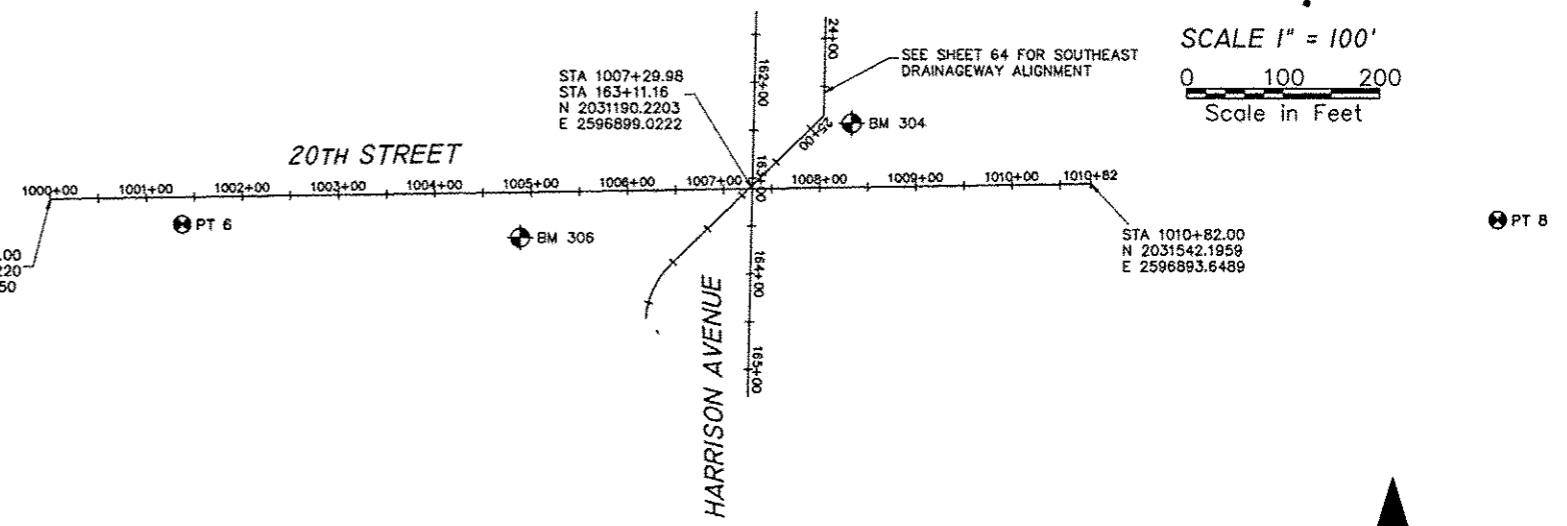 SCALE 1" = 100'
0 100 200
Scale in Feet
24+00
SEE SHEET 64 FOR SOUTHEAST
DRAINAGEWAY ALIGNMENT
STA 1007+29.98
STA 163+11.16
N 2031190.2203
E 2596899.0222
162+00
25+00
BM 304
20TH STREET
163+00
1000+00 1001+00 1002+00 1003+00 1004+00 1005+00 1006+00 1007+00 1008+00 1009+00 1010+00 1010+82
PT 6
BM 306
PT 8
STA 1010+82.00
N 2031542.1959
E 2596893.6489
.00
220
50
164+00
HARRISON AVENUE
165+00